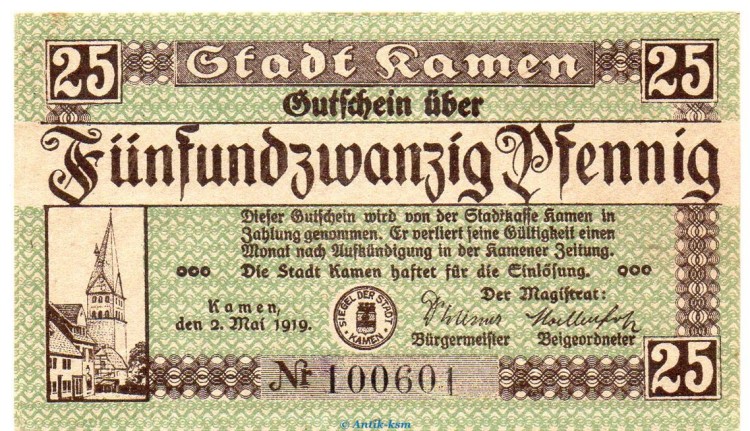 25 Stadt Kamen 25
Gutschein über
Fünfundzwanzig Pfennig
Dieser Gutschein wird von der Stadtkasse Kamen in
Zahlung genommen. Er verliert seine Gültigkeit einen
Monat nach Aufkündigung in der Kamener Zeitung.
Die Stadt Kamen haftet für die Einlösung.
Kamen,
den 2. Mai 1919.
SIEGEL DER STADT KAMEN
Der Magistrat:
Bürgermeister Beigeordneter
Nr 100601
25
© Antik-ksm